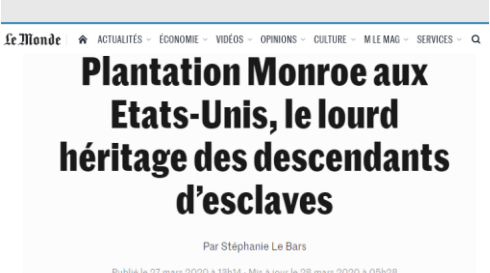 Le Monde ACTUALITÉS ÉCONOMIE VIDÉOS OPINIONS CULTURE M LE MAG SERVICES
Plantation Monroe aux
Etats-Unis, le lourd
héritage des descendants
d’esclaves
Par Stéphanie Le Bars
Publié le 27 mars 2020 à 13h14 - Mis à jour le 28 mars 2020 à 05h28